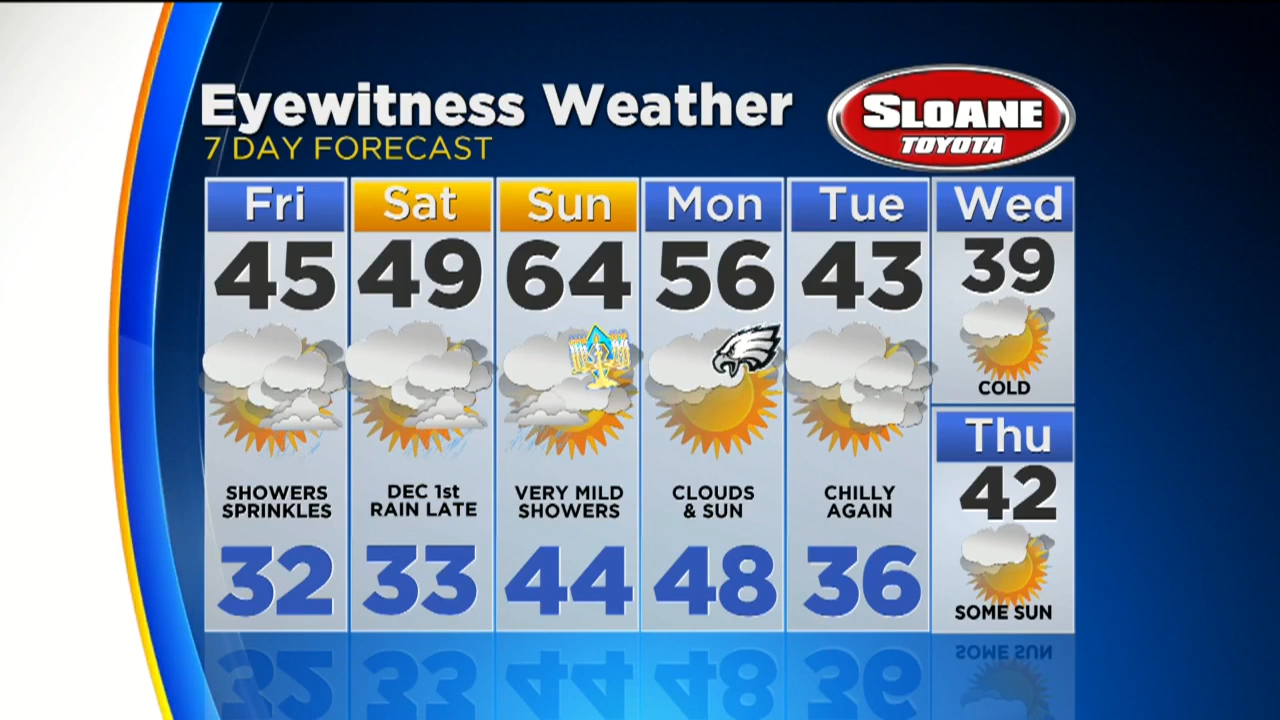 Eyewitness Weather
7 DAY FORECAST
SLOANE
TOYOTA
Fri
45
SHOWERS
SPRINKLES
32
Sat
49
DEC 1st
RAIN LATE
33
Sun
64
VERY MILD
SHOWERS
44
Mon
56
CLOUDS
& SUN
48
Tue
43
CHILLY
AGAIN
36
Wed
39
COLD
Thu
42
SOME SUN